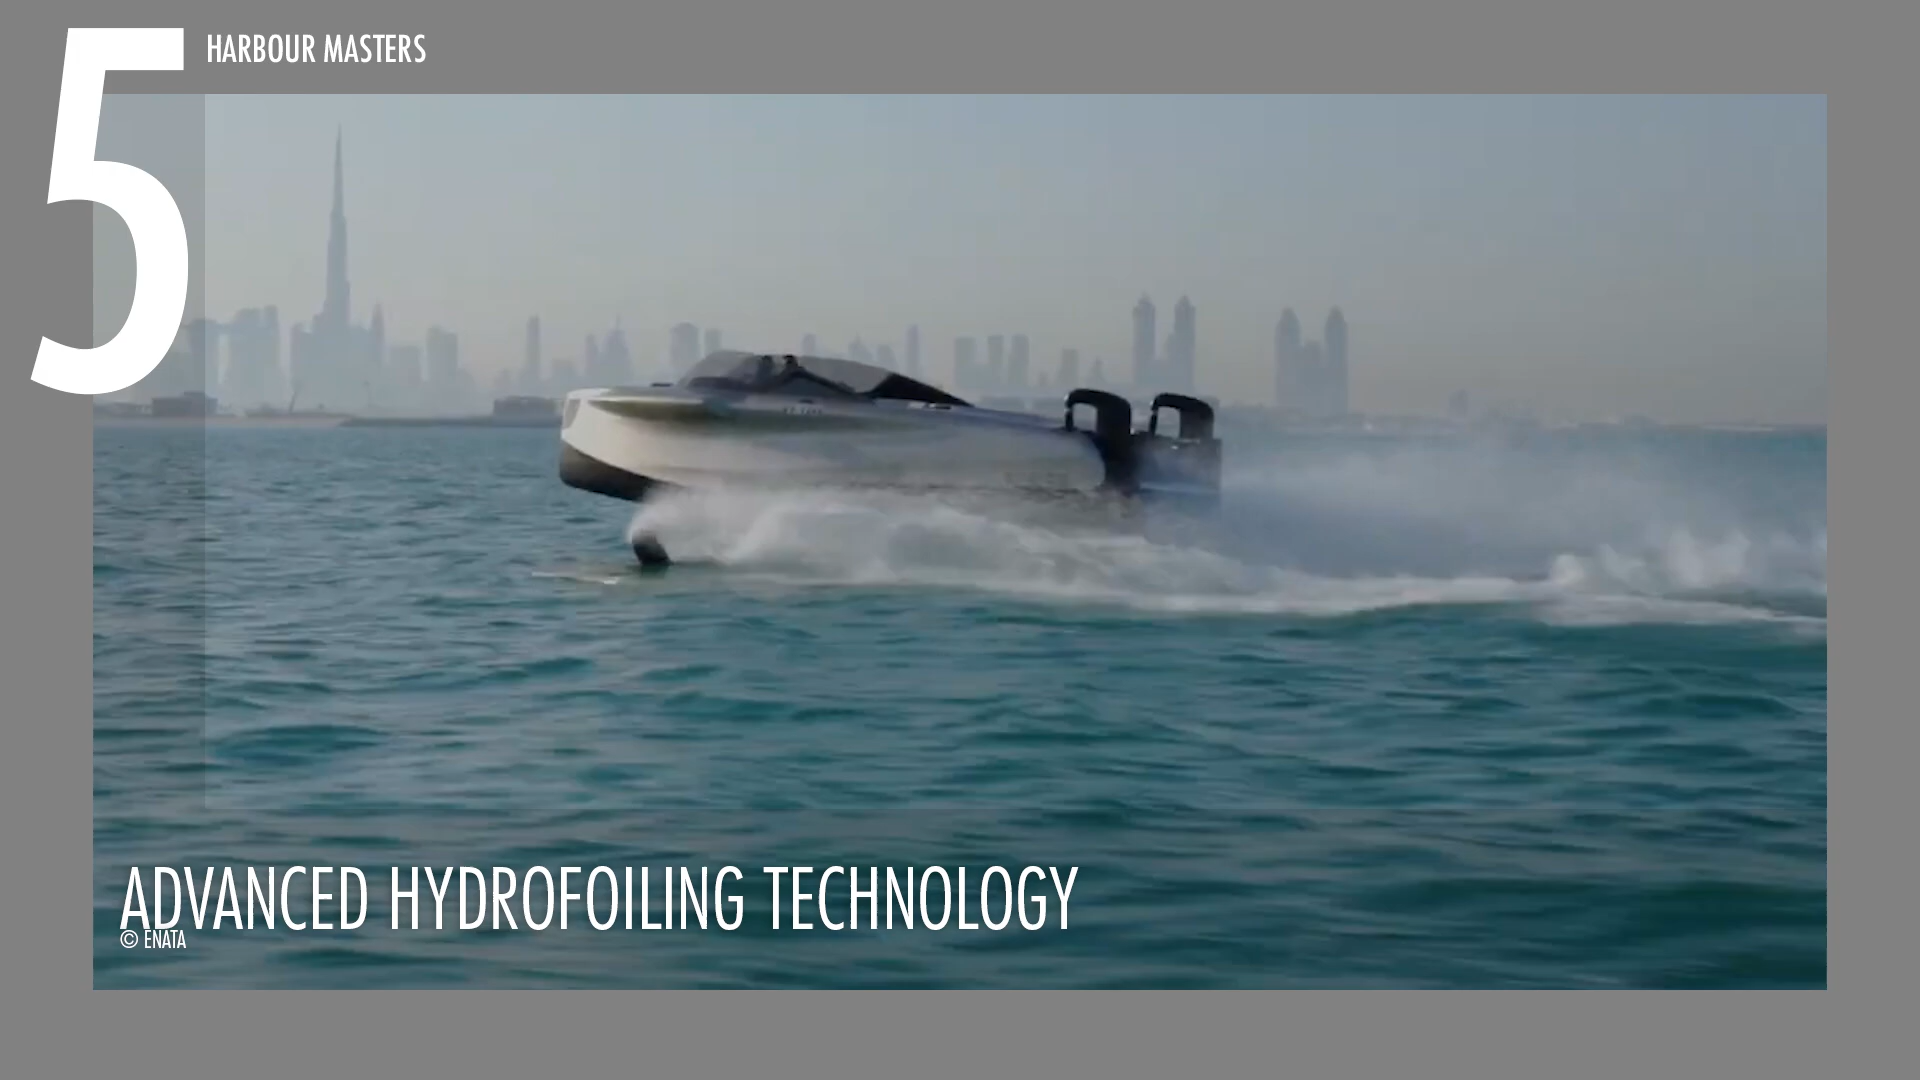 5
HARBOUR MASTERS
ADVANCED HYDROFOILING TECHNOLOGY
© ENATA